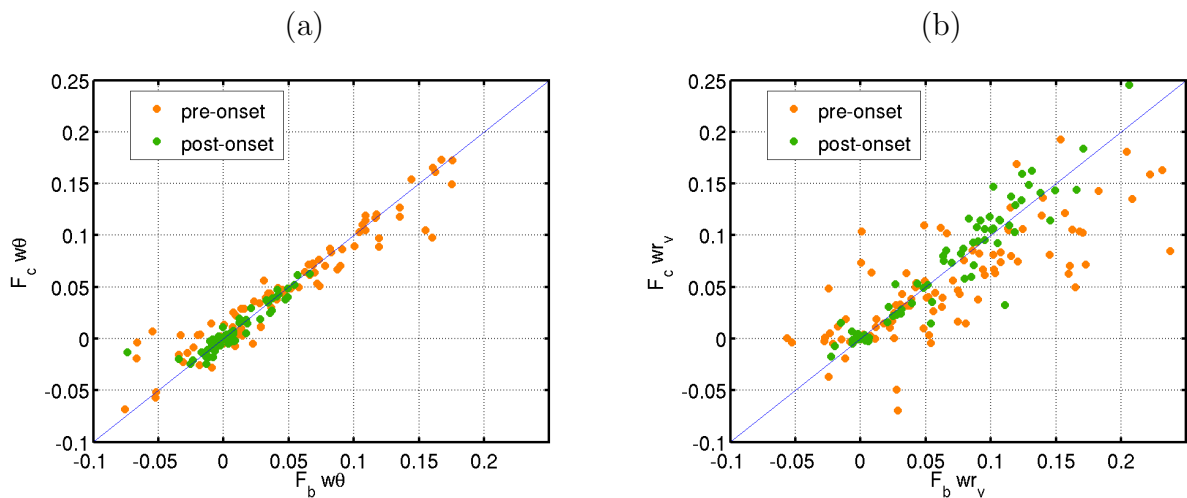 (a)
(b)
0.25
0.2
0.15
0.1
0.05
0
-0.05
-0.1
F_c wθ
pre-onset
post-onset
-0.1 -0.05 0 0.05 0.1 0.15 0.2
F_b wθ
0.25
0.2
0.15
0.1
0.05
0
-0.05
-0.1
F_c wr_v
pre-onset
post-onset
-0.1 -0.05 0 0.05 0.1 0.15 0.2
F_b wr_v